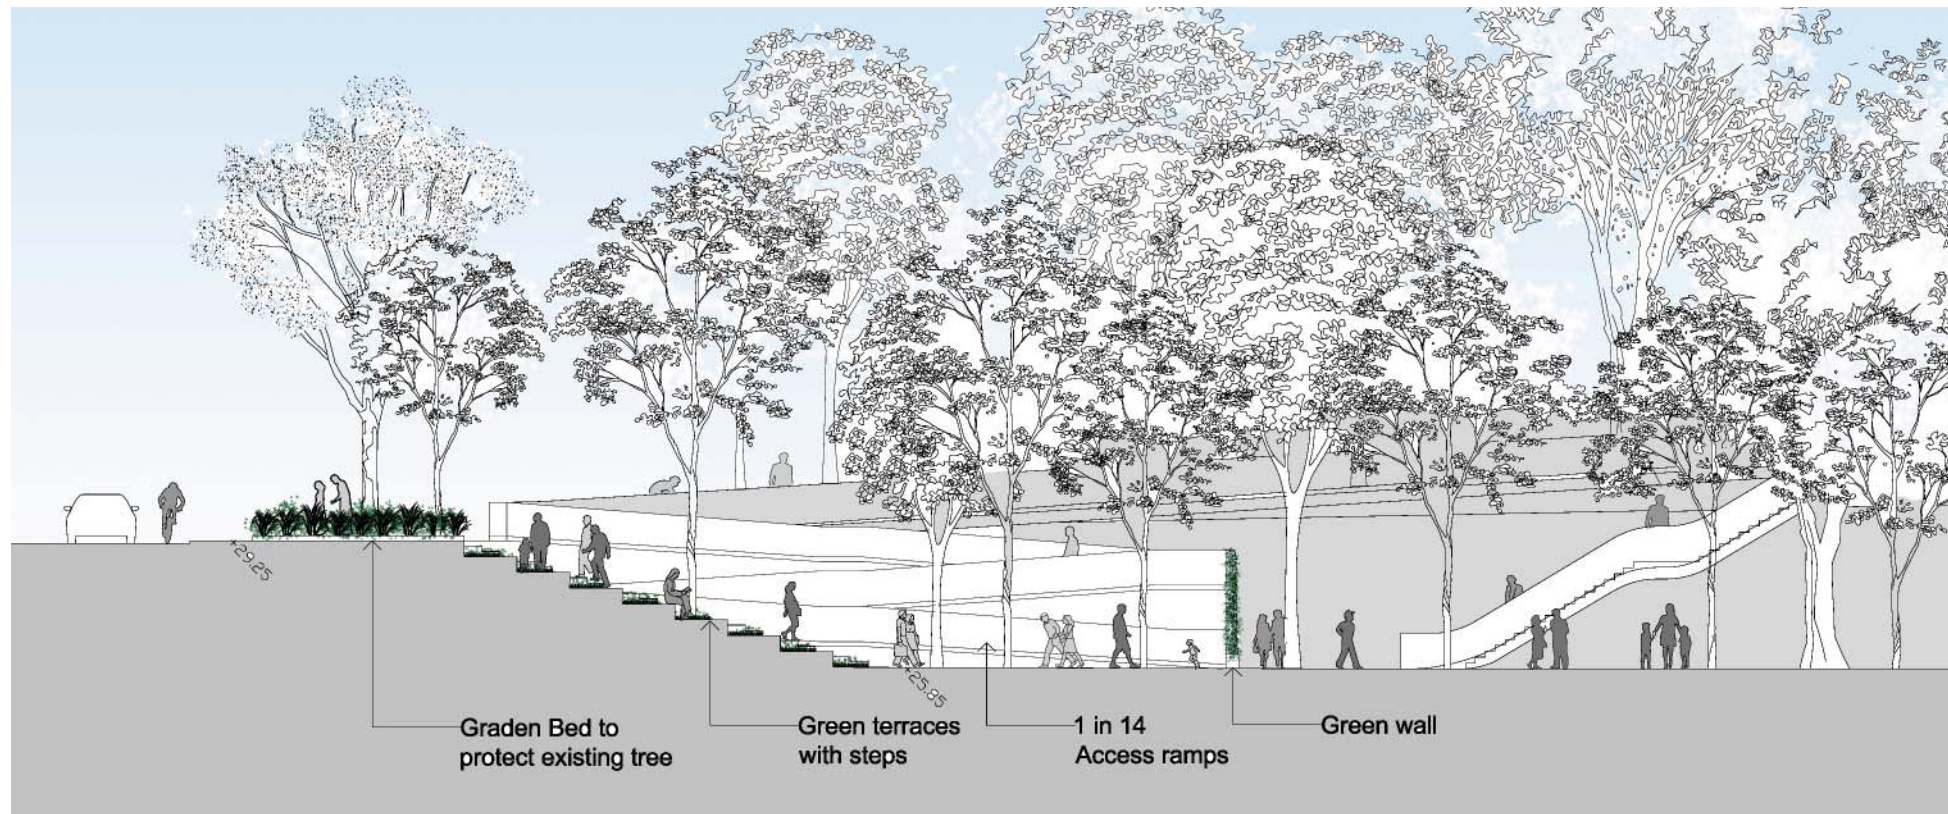 +29.25
+25.85
Graden Bed to
protect existing tree
Green terraces
with steps
1 in 14
Access ramps
Green wall